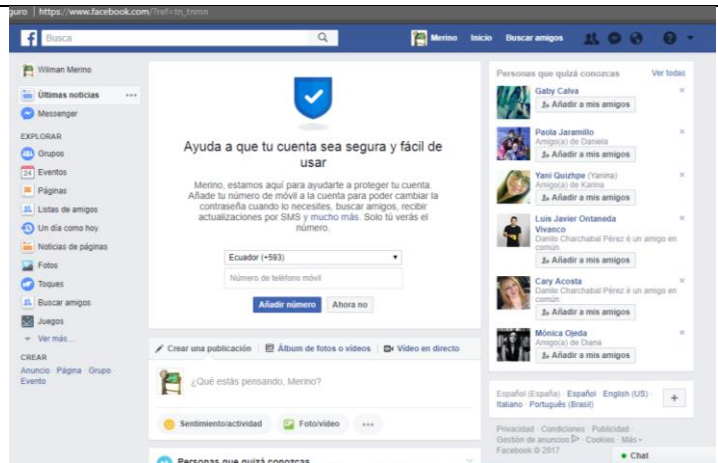 guro | https://www.facebook.com/?ref=tn_tnmn
Busca
Merino Inicio Buscar amigos
Wilman Merino
Últimas noticias
Messenger
EXPLORAR
Grupos
24 Eventos
Páginas
Listas de amigos
Un día como hoy
Noticias de páginas
Fotos
Toques
Buscar amigos
Juegos
Ver más...
CREAR
Anuncio · Página · Grupo ·
Evento
Ayuda a que tu cuenta sea segura y fácil de
usar
Merino, estamos aquí para ayudarte a proteger tu cuenta.
Añade tu número de móvil a la cuenta para poder cambiar la
contraseña cuando lo necesites, buscar amigos, recibir
actualizaciones por SMS y mucho más. Solo tú verás el
número.
Ecuador (+593)
Número de teléfono móvil
Añadir número Ahora no
Crear una publicación Álbum de fotos o vídeos Vídeo en directo
¿Qué estás pensando, Merino?
Sentimiento/actividad Foto/vídeo
Personas que quizá conozcas
Personas que quizá conozcas Ver todas
Gaby Calva
Añadir a mis amigos
Paola Jaramillo
Amigo(a) de Daniela
Añadir a mis amigos
Yani Quizhpe (Yanina)
Amigo(a) de Karina
Añadir a mis amigos
Luis Javier Ontaneda
Vivanco
Danilo Charchabal Pérez è un amigo en
común.
Añadir a mis amigos
Cary Acosta
Danilo Charchabal Pérez è un amigo en
común.
Añadir a mis amigos
Mónica Ojeda
Amigo(a) de Diana
Añadir a mis amigos
Español (España) · Español · English (US) ·
Italiano · Português (Brasil)
Privacidad · Condiciones · Publicidad ·
Gestión de anuncios · Cookies · Más
Facebook © 2017
Chat